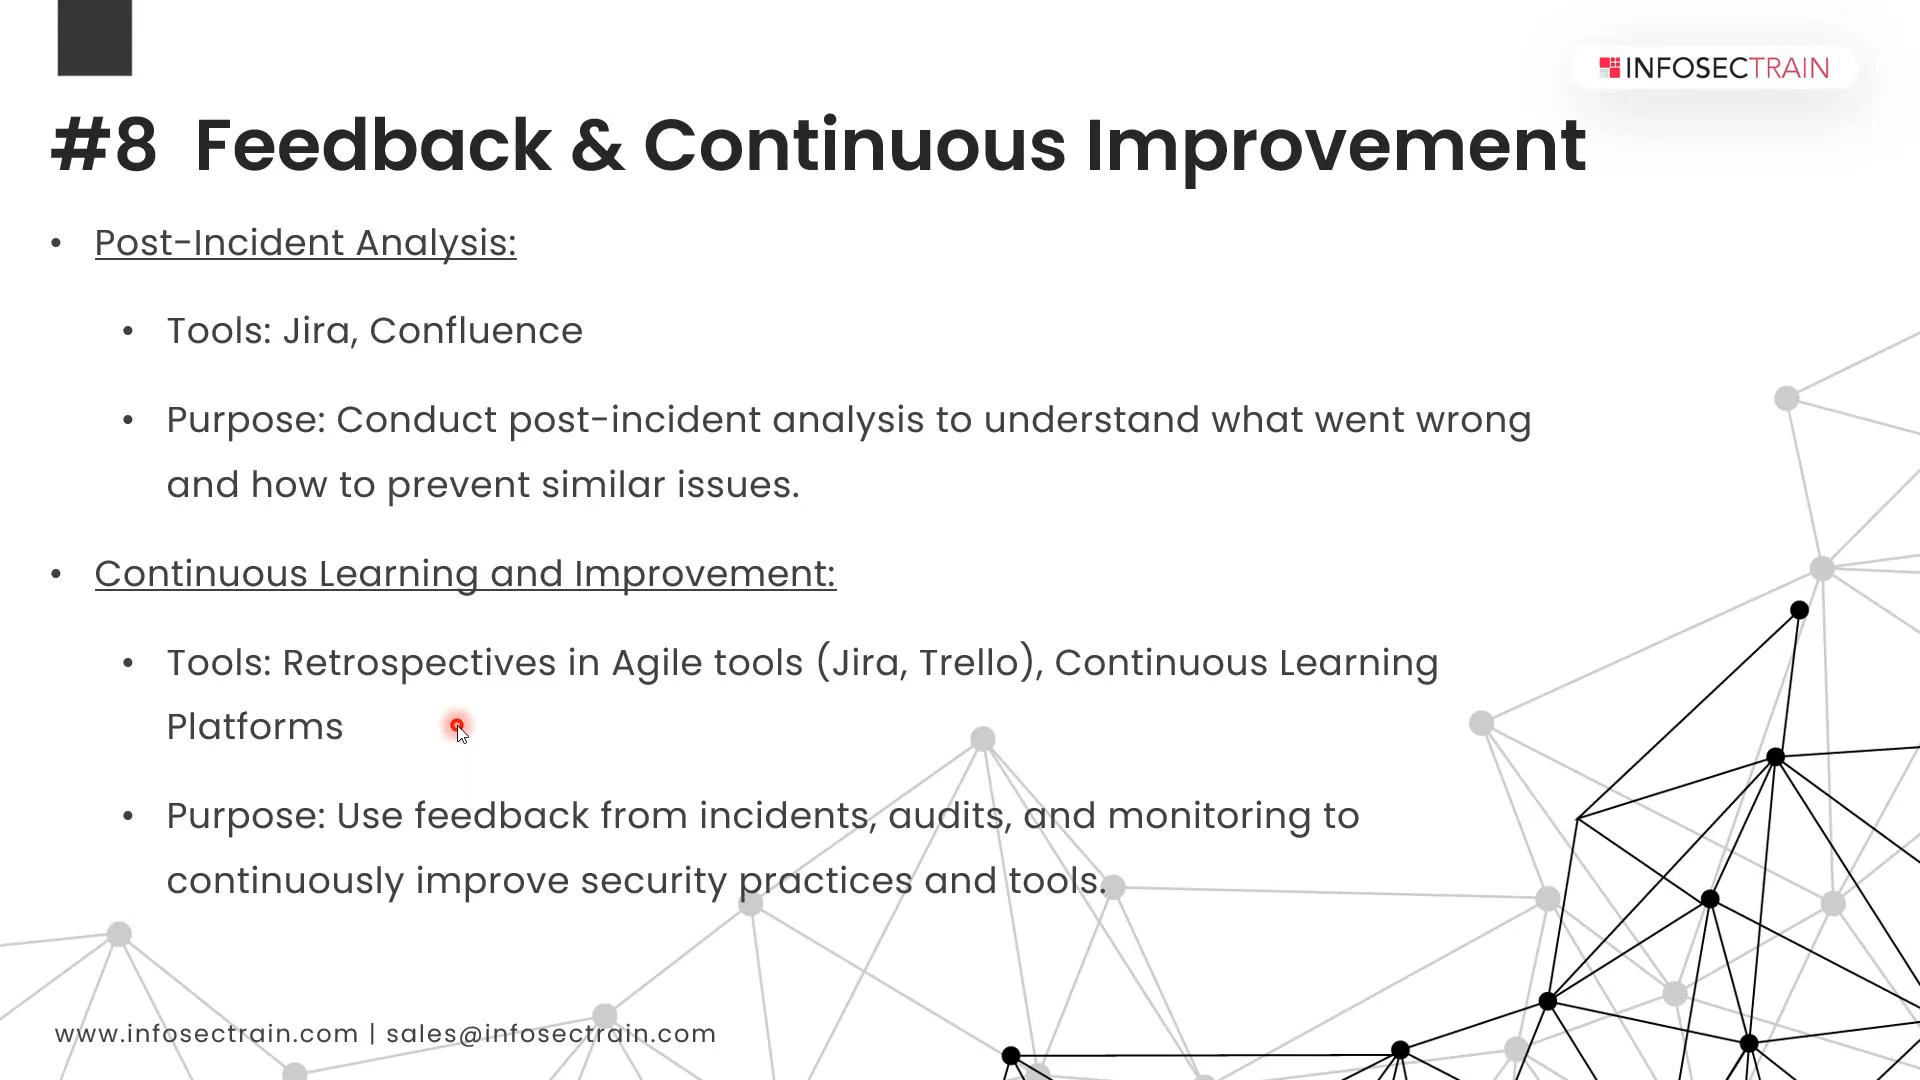 INFOSECTRAIN
#8 Feedback & Continuous Improvement
• Post-Incident Analysis:
• Tools: Jira, Confluence
• Purpose: Conduct post-incident analysis to understand what went wrong
and how to prevent similar issues.
• Continuous Learning and Improvement:
• Tools: Retrospectives in Agile tools (Jira, Trello), Continuous Learning
Platforms
• Purpose: Use feedback from incidents, audits, and monitoring to
continuously improve security practices and tools.
www.infosectrain.com | sales@infosectrain.com